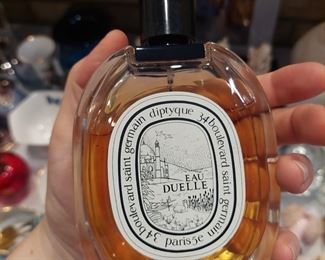 diptyque 34 boulevard saint germain paris 5e 34 boulevard saint germain
EAU
DUELLE